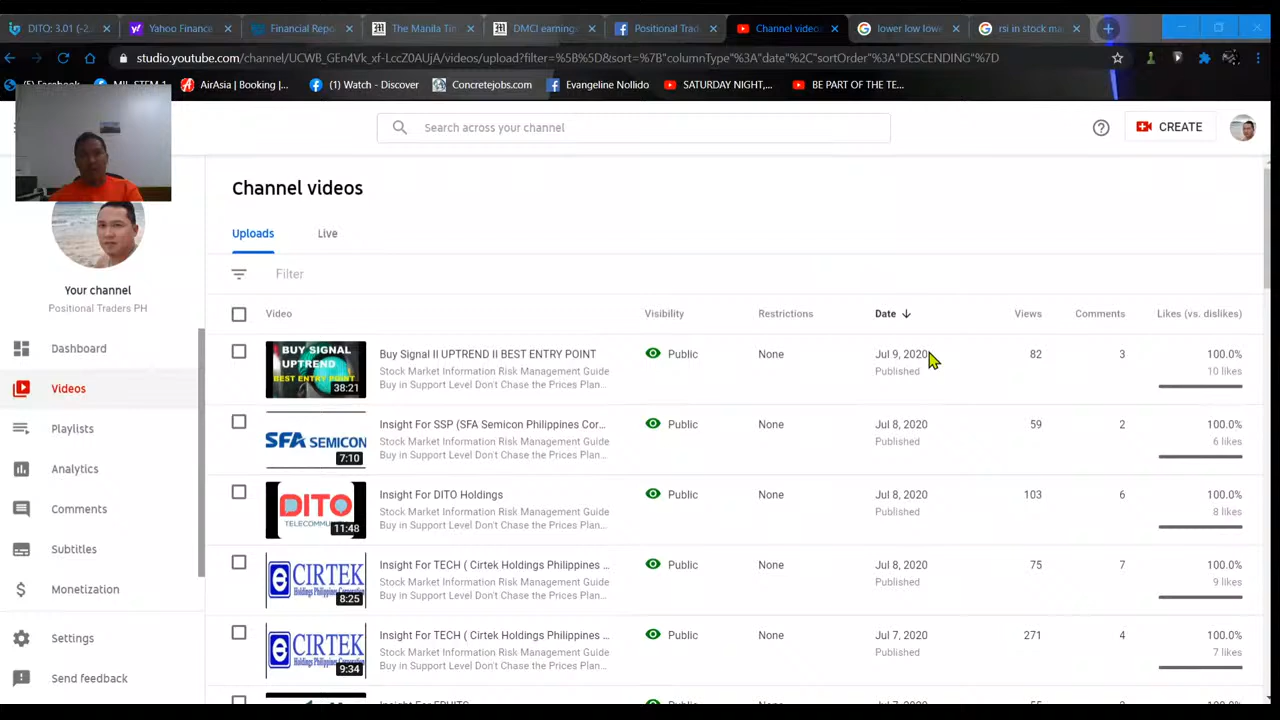 DITO: 3.01 (-2.
Yahoo Finance
Financial Repo
The Manila Tim
DMCI earnings
Positional Trad
Channel videos
lower low lowe
rsi in stock ma
studio.youtube.com/channel/UCWB_GEn4Vk_xf-LccZ0AUjA/videos/upload?filter=%5B%5D&sort=%7B"columnType"%3A"date"%2C"sortOrder"%3A"DESCENDING"%7D
AirAsia | Booking |...
(1) Watch - Discover
Concretejobs.com
Evangeline Nollido
SATURDAY NIGHT,...
BE PART OF THE TE...
Search across your channel
CREATE
Your channel
Positional Traders PH
Dashboard
Videos
Playlists
Analytics
Comments
Subtitles
Monetization
Settings
Send feedback
Channel videos
Uploads Live
Filter
Video Visibility Restrictions Date Views Comments Likes (vs. dislikes)
BUY SIGNAL
UPTREND
BEST ENTRY POINT
38:21
Buy Signal II UPTREND II BEST ENTRY POINT
Stock Market Information Risk Management Guide
Buy in Support Level Don't Chase the Prices Plan...
Public None Jul 9, 2020 82 3 100.0%
Published 10 likes
SFA SEMICON
7:10
Insight For SSP (SFA Semicon Philippines Cor...
Stock Market Information Risk Management Guide
Buy in Support Level Don't Chase the Prices Plan...
Public None Jul 8, 2020 59 2 100.0%
Published 6 likes
DITO
TELECOMMU
11:48
Insight For DITO Holdings
Stock Market Information Risk Management Guide
Buy in Support Level Don't Chase the Prices Plan...
Public None Jul 8, 2020 103 6 100.0%
Published 8 likes
CIRTEK
Holdings Philippines Corporation
8:25
Insight For TECH ( Cirtek Holdings Philippines ...
Stock Market Information Risk Management Guide
Buy in Support Level Don't Chase the Prices Plan...
Public None Jul 8, 2020 75 7 100.0%
Published 9 likes
CIRTEK
Holdings Philippines Corporation
9:34
Insight For TECH ( Cirtek Holdings Philippines ...
Stock Market Information Risk Management Guide
Buy in Support Level Don't Chase the Prices Plan...
Public None Jul 7, 2020 271 4 100.0%
Published 7 likes